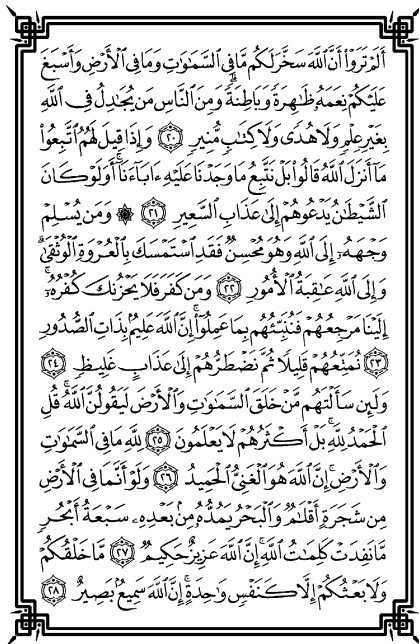 أَلَمْ تَرَوْا۟ أَنَّ ٱللَّهَ سَخَّرَ لَكُم مَّا فِى ٱلسَّمَـٰوَٰتِ وَمَا فِى ٱلْأَرْضِ وَأَسْبَغَ
عَلَيْكُمْ نِعَمَهُۥ ظَـٰهِرَةً وَبَاطِنَةً ۗ وَمِنَ ٱلنَّاسِ مَن يُجَـٰدِلُ فِى ٱللَّهِ
بِغَيْرِ عِلْمٍ وَلَا هُدًى وَلَا كِتَـٰبٍ مُّنِيرٍ ٢٠ وَإِذَا قِيلَ لَهُمُ ٱتَّبِعُوا۟
مَآ أَنزَلَ ٱللَّهُ قَالُوا۟ بَلْ نَتَّبِعُ مَا وَجَدْنَا عَلَيْهِ ءَابَآءَنَآ ۚ أَوَلَوْ كَانَ
ٱلشَّيْطَـٰنُ يَدْعُوهُمْ إِلَىٰ عَذَابِ ٱلسَّعِيرِ ٢١ ۞ وَمَن يُسْلِمْ
وَجْهَهُۥٓ إِلَى ٱللَّهِ وَهُوَ مُحْسِنٌ فَقَدِ ٱسْتَمْسَكَ بِٱلْعُرْوَةِ ٱلْوُثْقَىٰ ۗ
وَإِلَى ٱللَّهِ عَـٰقِبَةُ ٱلْأُمُورِ ٢٢ وَمَن كَفَرَ فَلَا يَحْزُنكَ كُفْرُهُۥٓ ۚ
إِلَيْنَا مَرْجِعُهُمْ فَنُنَبِّئُهُم بِمَا عَمِلُوٓا۟ ۚ إِنَّ ٱللَّهَ عَلِيمٌۢ بِذَاتِ ٱلصُّدُورِ
٢٣ نُمَتِّعُهُمْ قَلِيلًا ثُمَّ نَضْطَرُّهُمْ إِلَىٰ عَذَابٍ غَلِيظٍ ٢٤
وَلَئِن سَأَلْتَهُم مَّنْ خَلَقَ ٱلسَّمَـٰوَٰتِ وَٱلْأَرْضَ لَيَقُولُنَّ ٱللَّهُ ۚ قُلِ
ٱلْحَمْدُ لِلَّهِ ۚ بَلْ أَكْثَرُهُمْ لَا يَعْلَمُونَ ٢٥ لِلَّهِ مَا فِى ٱلسَّمَـٰوَٰتِ
وَٱلْأَرْضِ ۚ إِنَّ ٱللَّهَ هُوَ ٱلْغَنِىُّ ٱلْحَمِيدُ ٢٦ وَلَوْ أَنَّمَا فِى ٱلْأَرْضِ
مِن شَجَرَةٍ أَقْلَـٰمٌ وَٱلْبَحْرُ يَمُدُّهُۥ مِنۢ بَعْدِهِۦ سَبْعَةُ أَبْحُرٍ
مَّا نَفِدَتْ كَلِمَـٰتُ ٱللَّهِ ۗ إِنَّ ٱللَّهَ عَزِيزٌ حَكِيمٌ ٢٧ مَّا خَلْقُكُمْ
وَلَا بَعْثُكُمْ إِلَّا كَنَفْسٍ وَٰحِدَةٍ ۗ إِنَّ ٱللَّهَ سَمِيعٌۢ بَصِيرٌ ٢٨